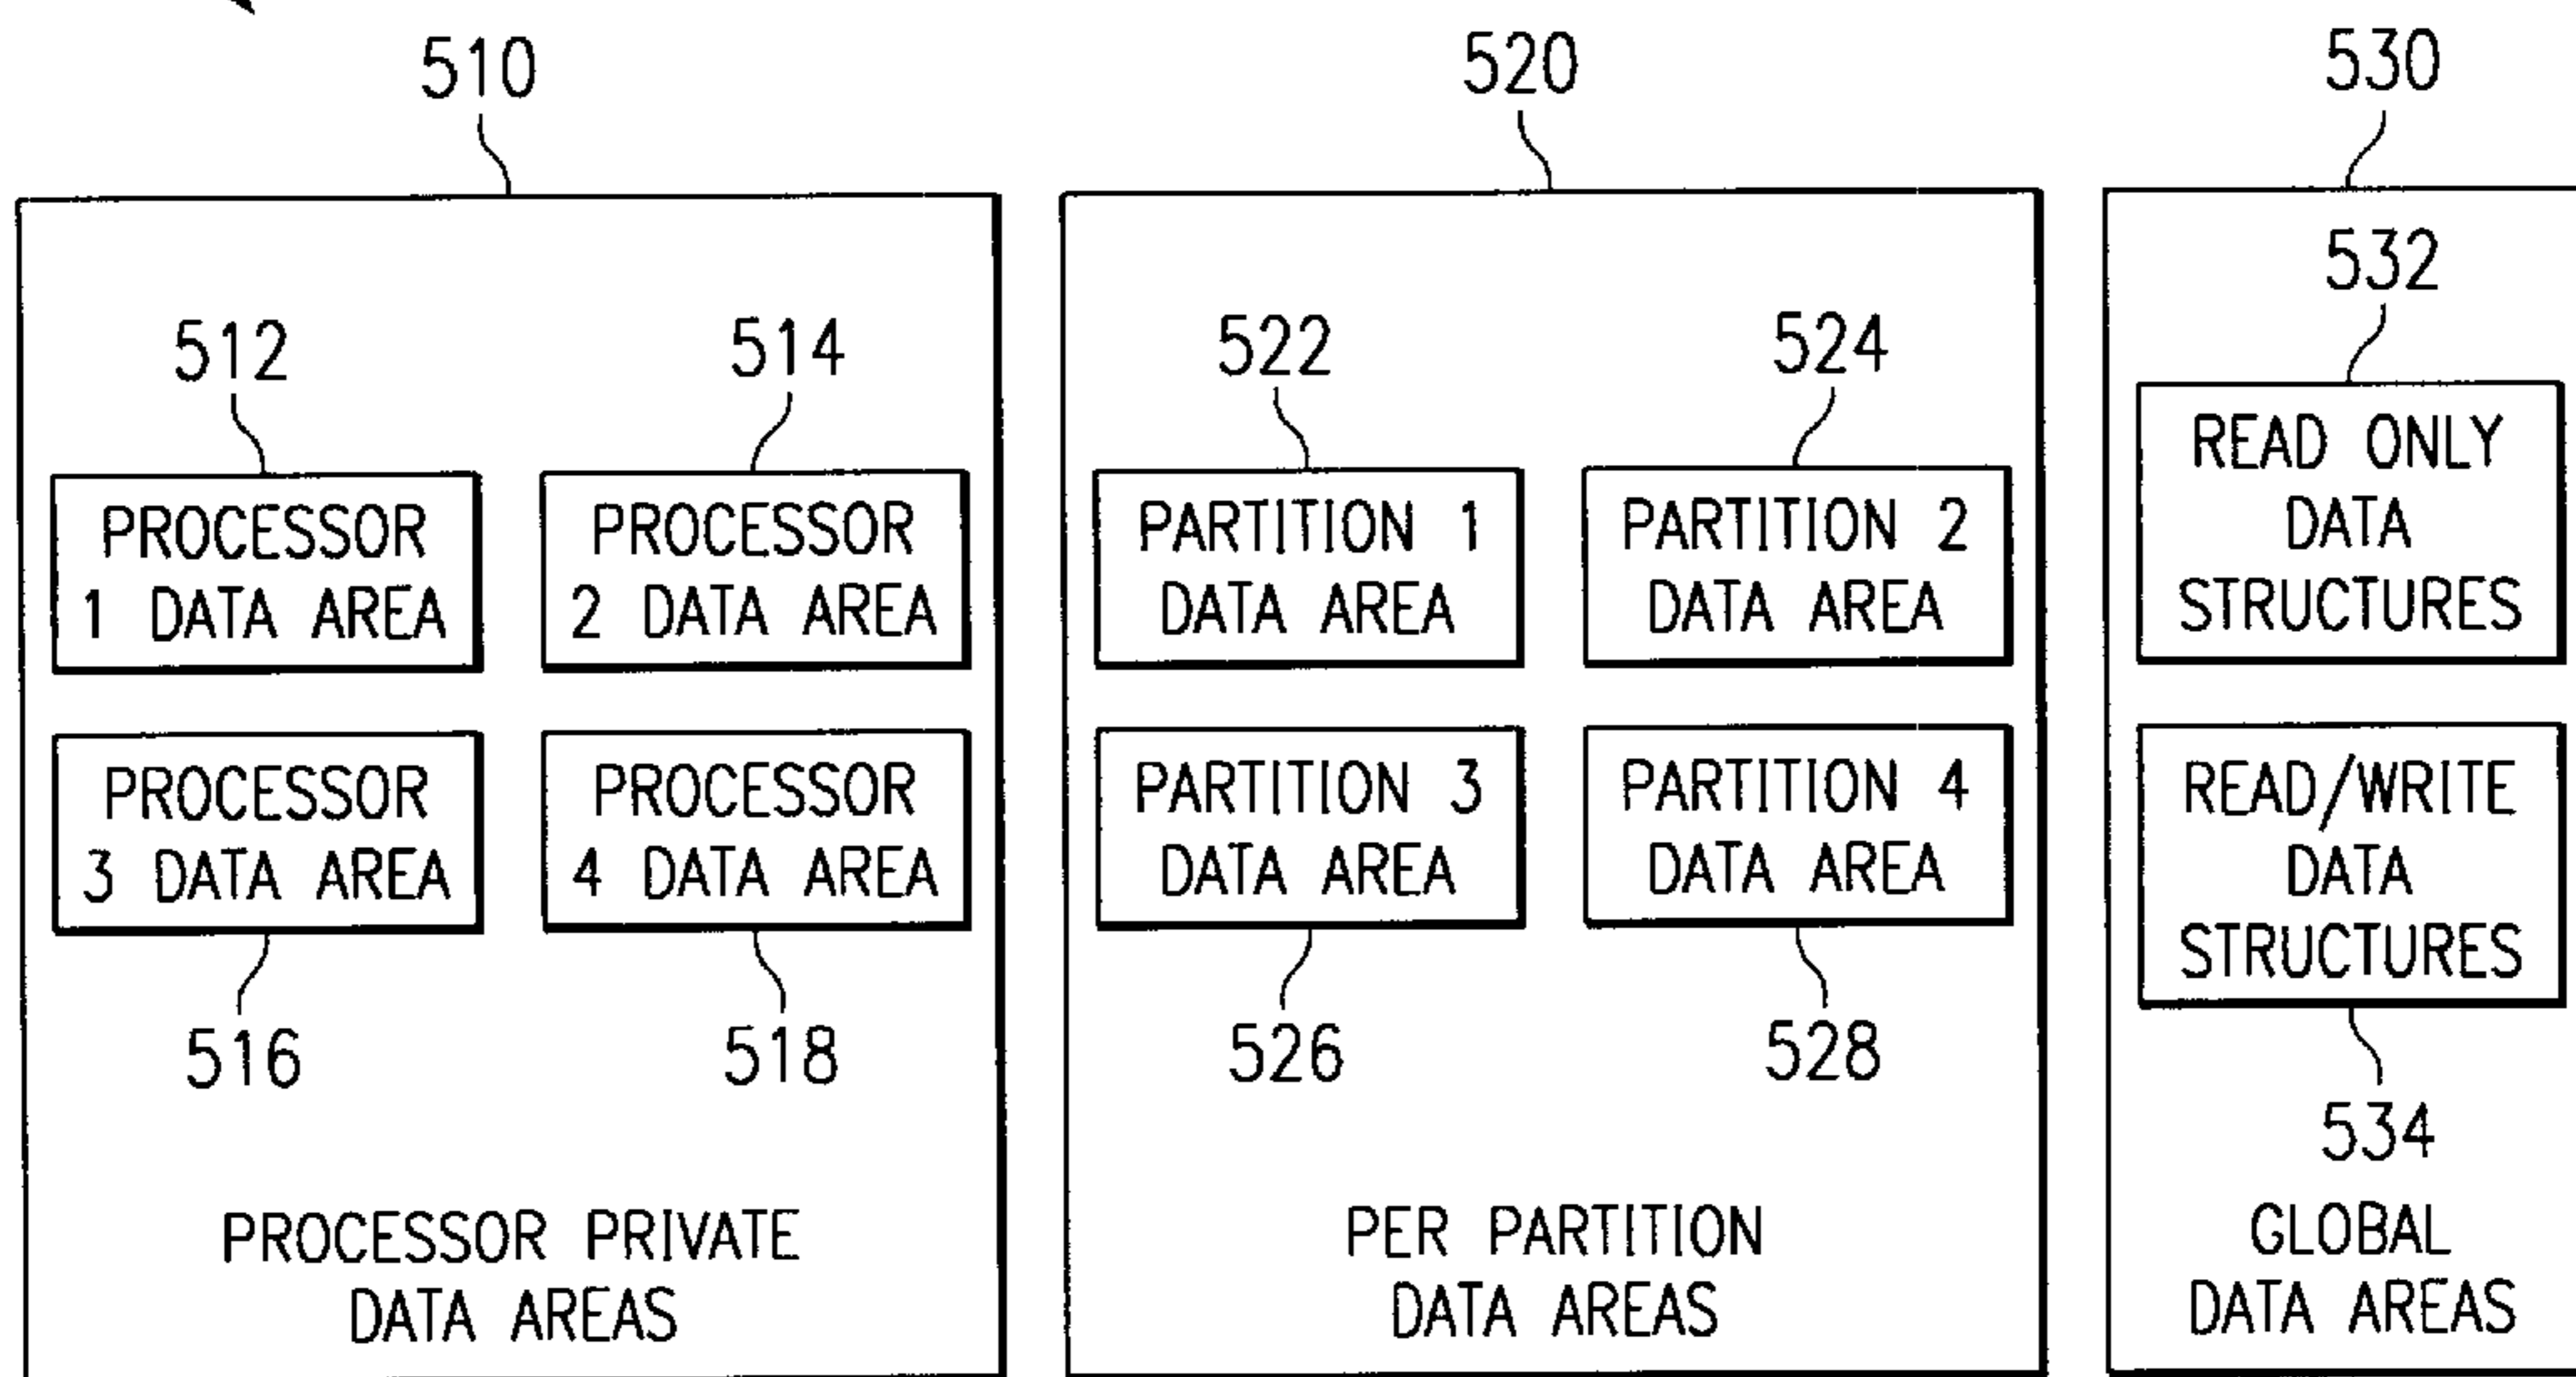 510
520
530
532
512
514
522
524
PROCESSOR
1 DATA AREA
PROCESSOR
2 DATA AREA
PARTITION 1
DATA AREA
PARTITION 2
DATA AREA
READ ONLY
DATA
STRUCTURES
PROCESSOR
3 DATA AREA
PROCESSOR
4 DATA AREA
PARTITION 3
DATA AREA
PARTITION 4
DATA AREA
READ/WRITE
DATA
STRUCTURES
516
518
526
528
534
PROCESSOR PRIVATE
DATA AREAS
PER PARTITION
DATA AREAS
GLOBAL
DATA AREAS